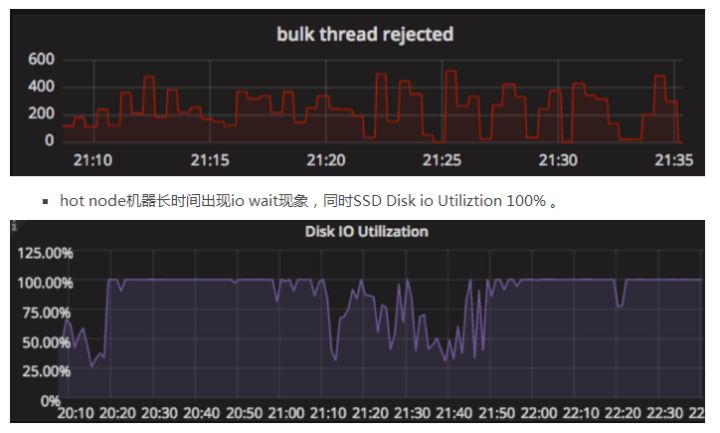 bulk thread rejected
600
400
200
0
21:10 21:15 21:20 21:25 21:30 21:35
▪ hot node机器长时间出现io wait现象，同时SSD Disk io Utiliztion 100% 。
i
Disk IO Utilization
125.00%
100.00%
75.00%
50.00%
25.00%
0%
20:10 20:20 20:30 20:40 20:50 21:00 21:10 21:20 21:30 21:40 21:50 22:00 22:10 22:20 22:30 22